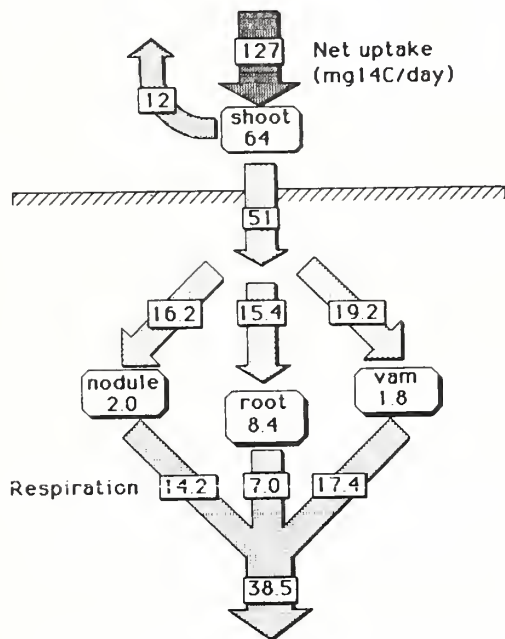 127
Net uptake
(mg14C/day)
12
shoot
64
51
16.2
15.4
19.2
nodule
2.0
root
8.4
vam
1.8
Respiration
14.2
7.0
17.4
38.5